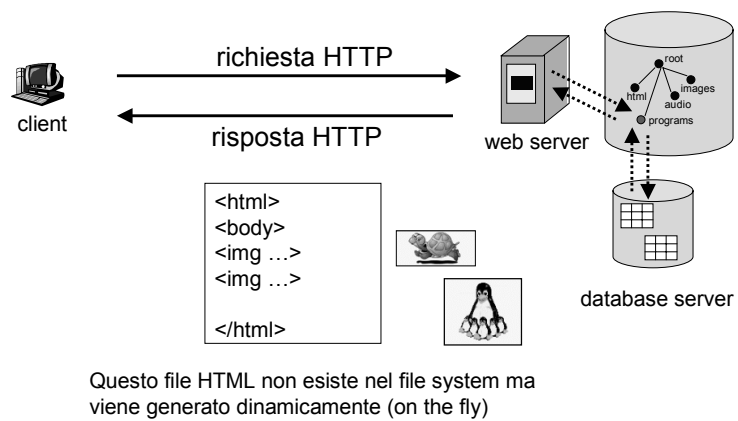 richiesta HTTP
root
html
images
audio
programs
client
risposta HTTP
web server
<html>
<body>
<img …>
<img …>
</html>
database server
Questo file HTML non esiste nel file system ma
viene generato dinamicamente (on the fly)